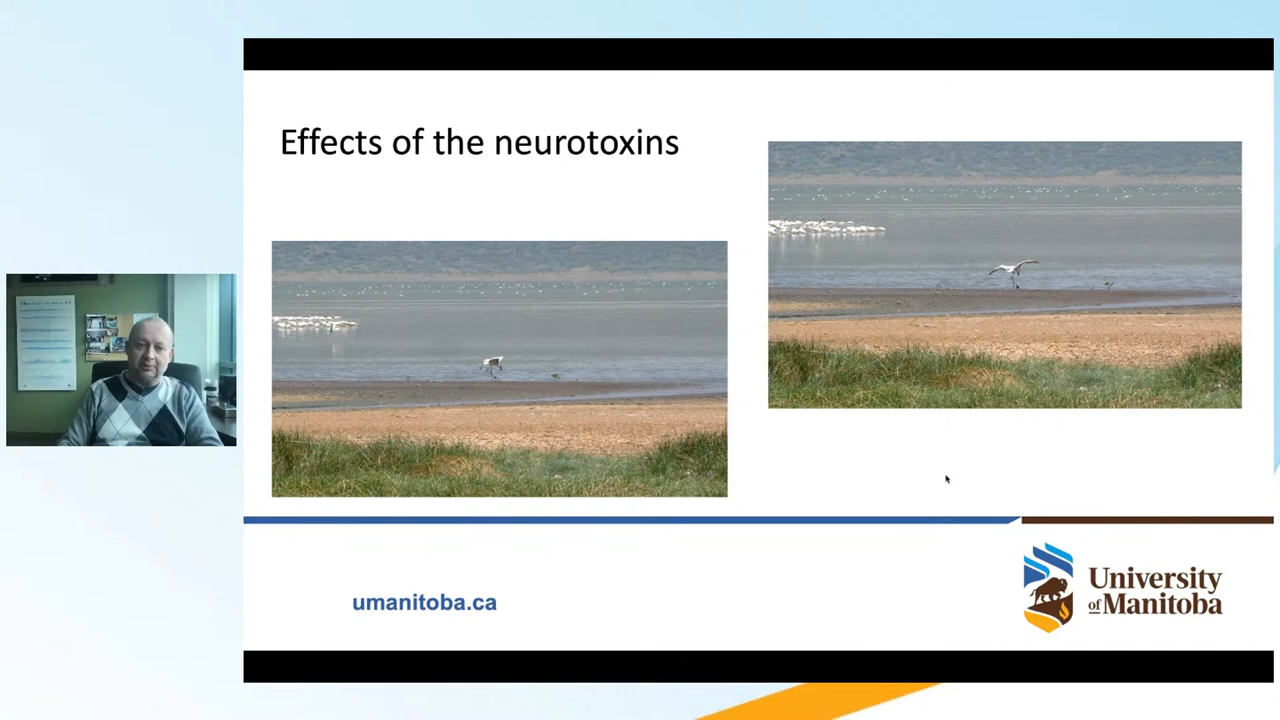 Effects of the neurotoxins
umanitoba.ca
University
of Manitoba